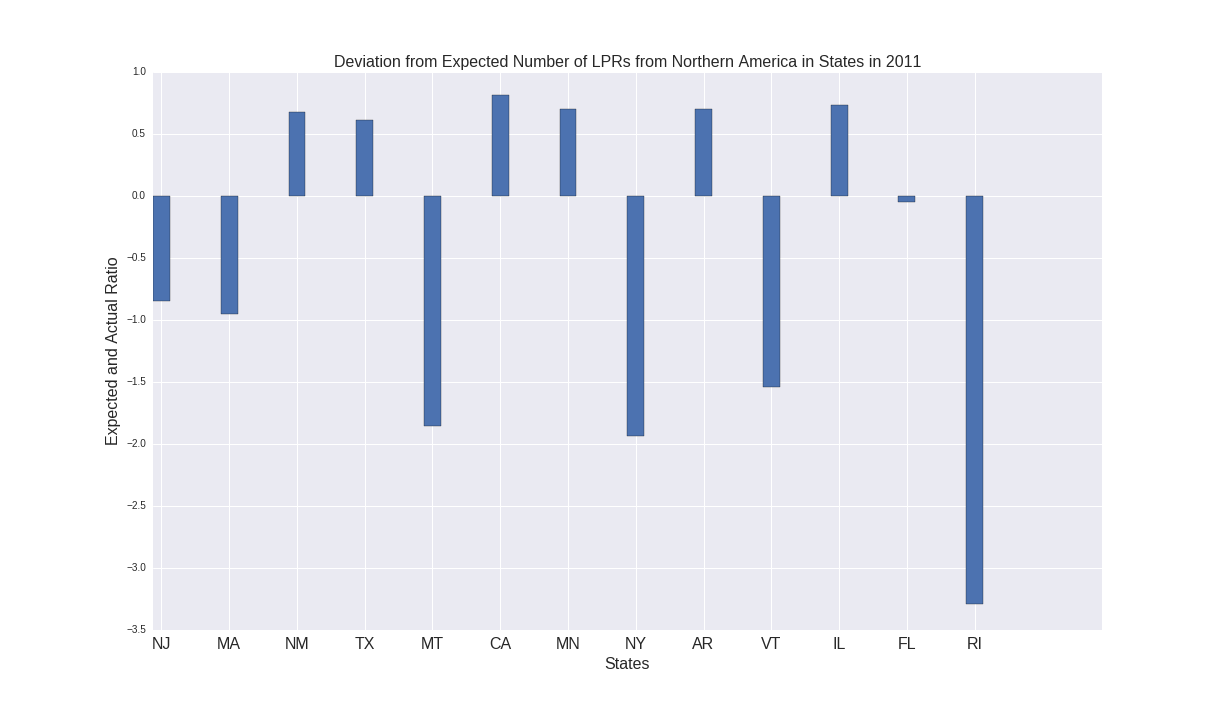 Deviation from Expected Number of LPRs from Northern America in States in 2011
1.0
0.5
0.0
−0.5
−1.0
−1.5
−2.0
−2.5
−3.0
−3.5
Expected and Actual Ratio
NJ MA NM TX MT CA MN NY AR VT IL FL RI
States